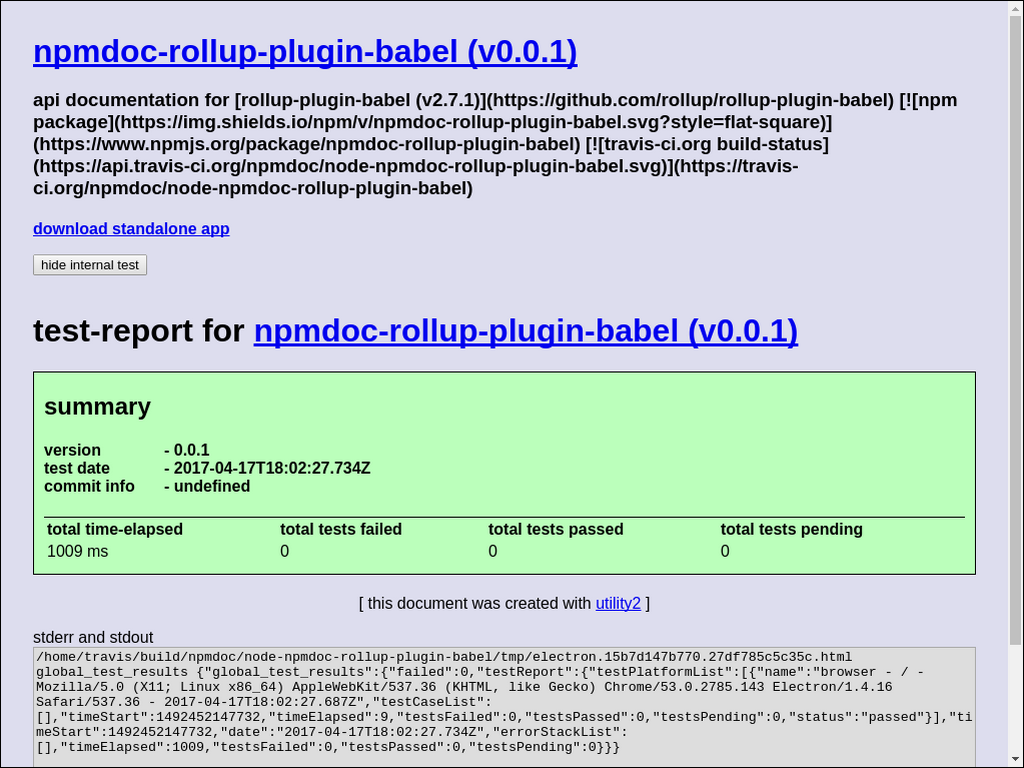 npmdoc-rollup-plugin-babel (v0.0.1)
api documentation for [rollup-plugin-babel (v2.7.1)](https://github.com/rollup/rollup-plugin-babel) [![npm
package](https://img.shields.io/npm/v/npmdoc-rollup-plugin-babel.svg?style=flat-square)]
(https://www.npmjs.org/package/npmdoc-rollup-plugin-babel) [![travis-ci.org build-status]
(https://api.travis-ci.org/npmdoc/node-npmdoc-rollup-plugin-babel.svg)](https://travis-
ci.org/npmdoc/node-npmdoc-rollup-plugin-babel)
download standalone app
hide internal test
test-report for npmdoc-rollup-plugin-babel (v0.0.1)
summary
version - 0.0.1
test date - 2017-04-17T18:02:27.734Z
commit info - undefined
total time-elapsed total tests failed total tests passed total tests pending
1009 ms 0 0 0
[ this document was created with utility2 ]
stderr and stdout
/home/travis/build/npmdoc/node-npmdoc-rollup-plugin-babel/tmp/electron.15b7d147b770.27df785c5c35c.html
global_test_results {"global_test_results":{"failed":0,"testReport":{"testPlatformList":[{"name":"browser - / -
Mozilla/5.0 (X11; Linux x86_64) AppleWebKit/537.36 (KHTML, like Gecko) Chrome/53.0.2785.143 Electron/1.4.16
Safari/537.36 - 2017-04-17T18:02:27.687Z","testCaseList":
[],"timeStart":1492452147732,"timeElapsed":9,"testsFailed":0,"testsPassed":0,"testsPending":0,"status":"passed"}],"ti
meStart":1492452147732,"date":"2017-04-17T18:02:27.734Z","errorStackList":
[],"timeElapsed":1009,"testsFailed":0,"testsPassed":0,"testsPending":0}}}